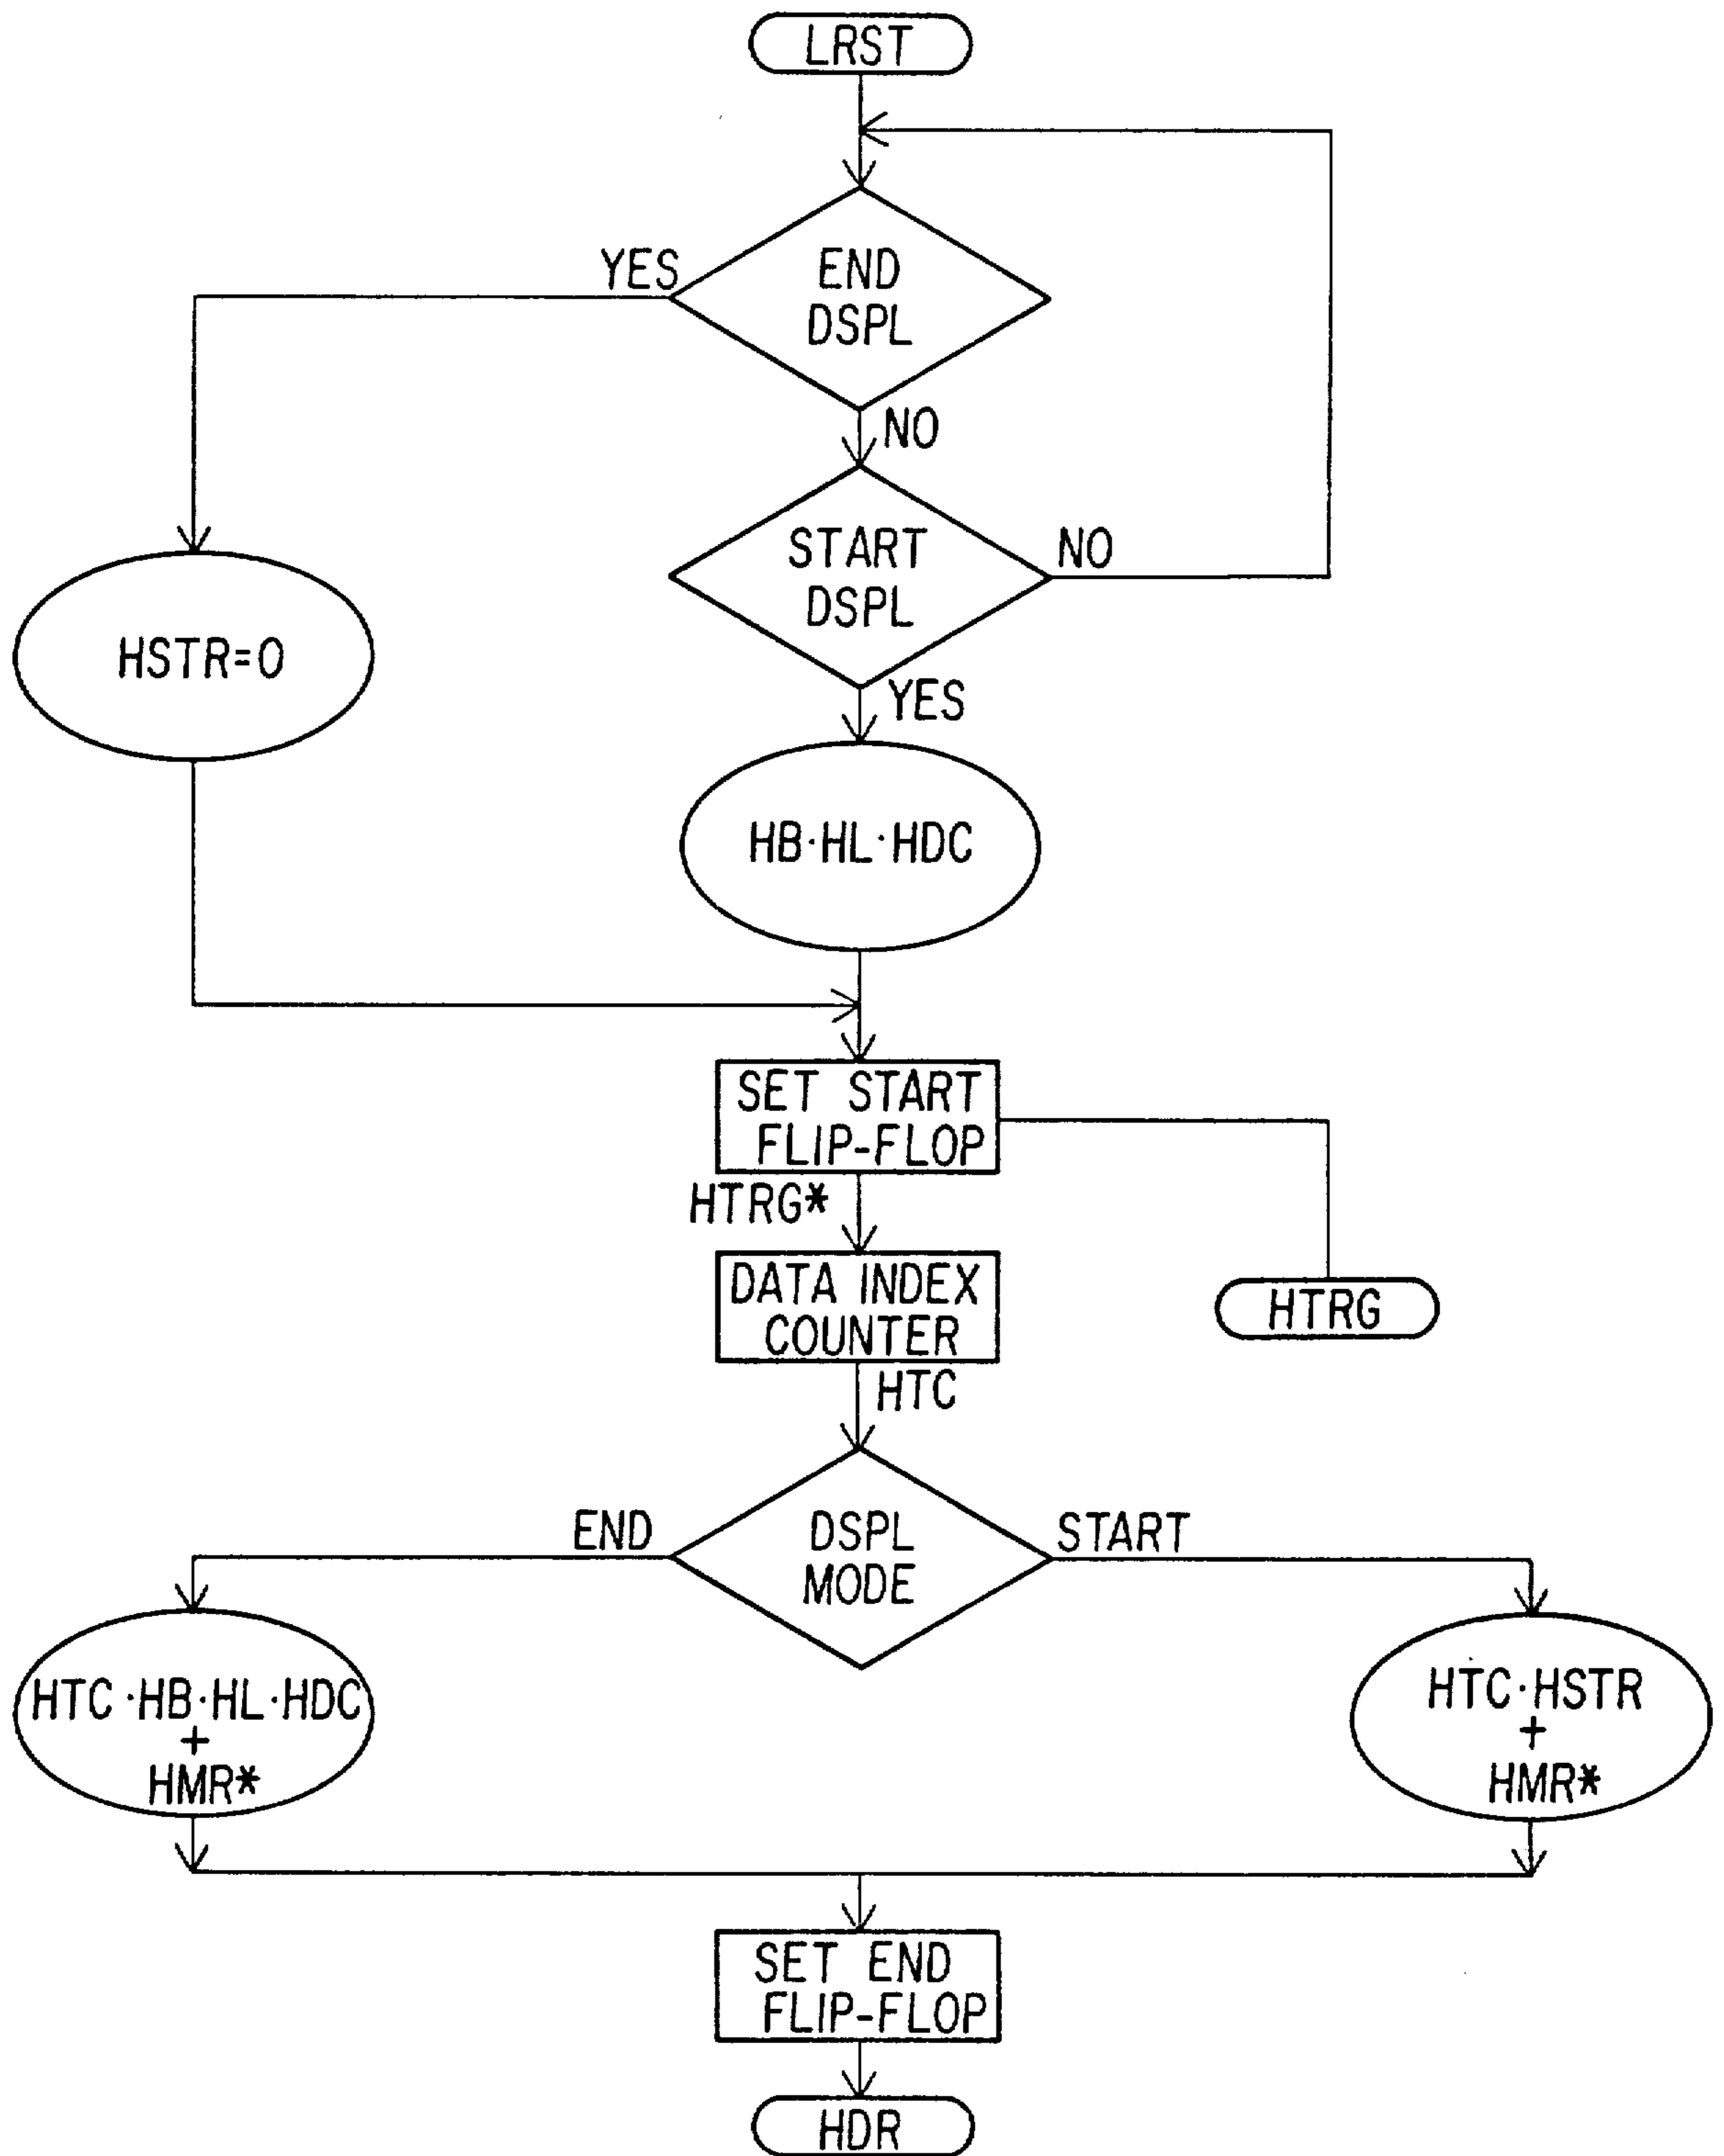 LRST
YES
END
DSPL
NO
START
DSPL
NO
HSTR=0
YES
HB·HL·HDC
SET START
FLIP-FLOP
HTRG*
DATA INDEX
COUNTER
HTRG
HTC
END
DSPL
MODE
START
HTC·HB·HL·HDC
+
HMR*
HTC·HSTR
+
HMR*
SET END
FLIP-FLOP
HDR